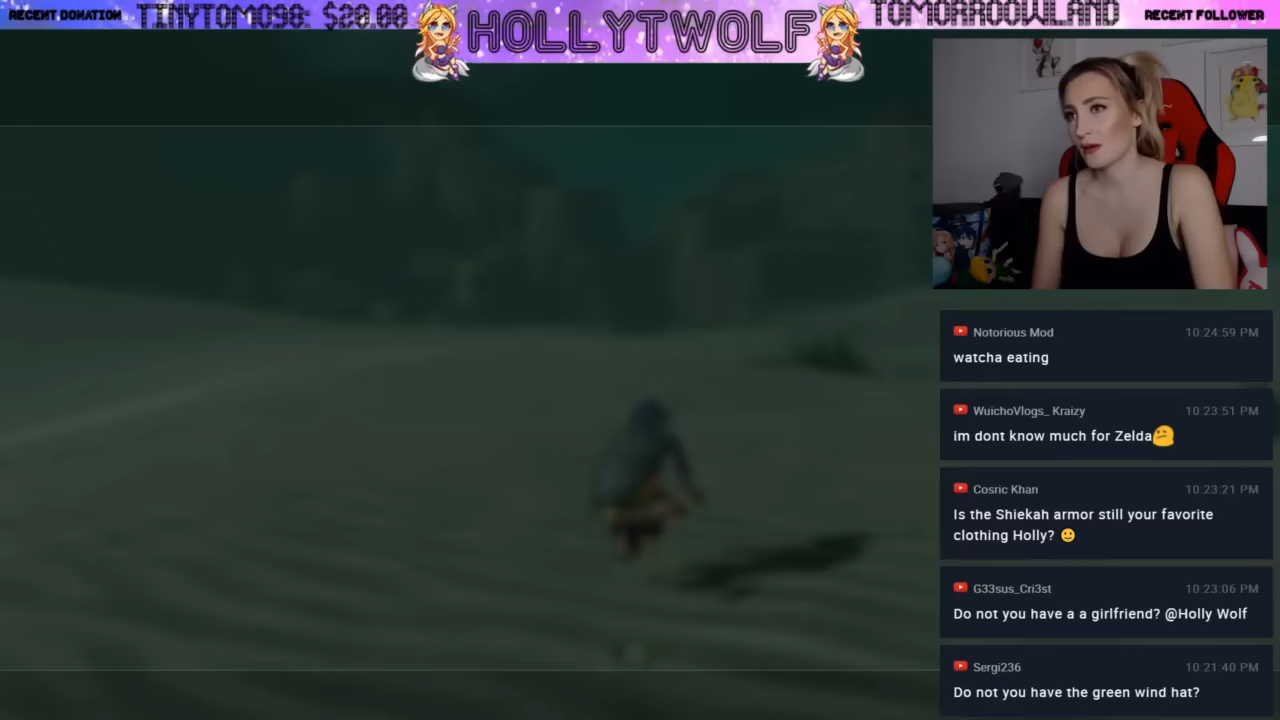 RECENT DONATION TINYTOMO98: $20.00 HOLLYTWOLF TOMORROOWLAND RECENT FOLLOWER
Notorious Mod 10:24:59 PM
watcha eating
WuichoVlogs_ Kraizy 10:23:51 PM
im dont know much for Zelda🤔
Cosric Khan 10:23:21 PM
Is the Shiekah armor still your favorite
clothing Holly? 🙂
G33sus_Cri3st 10:23:06 PM
Do not you have a a girlfriend? @Holly Wolf
Sergi236 10:21:40 PM
Do not you have the green wind hat?